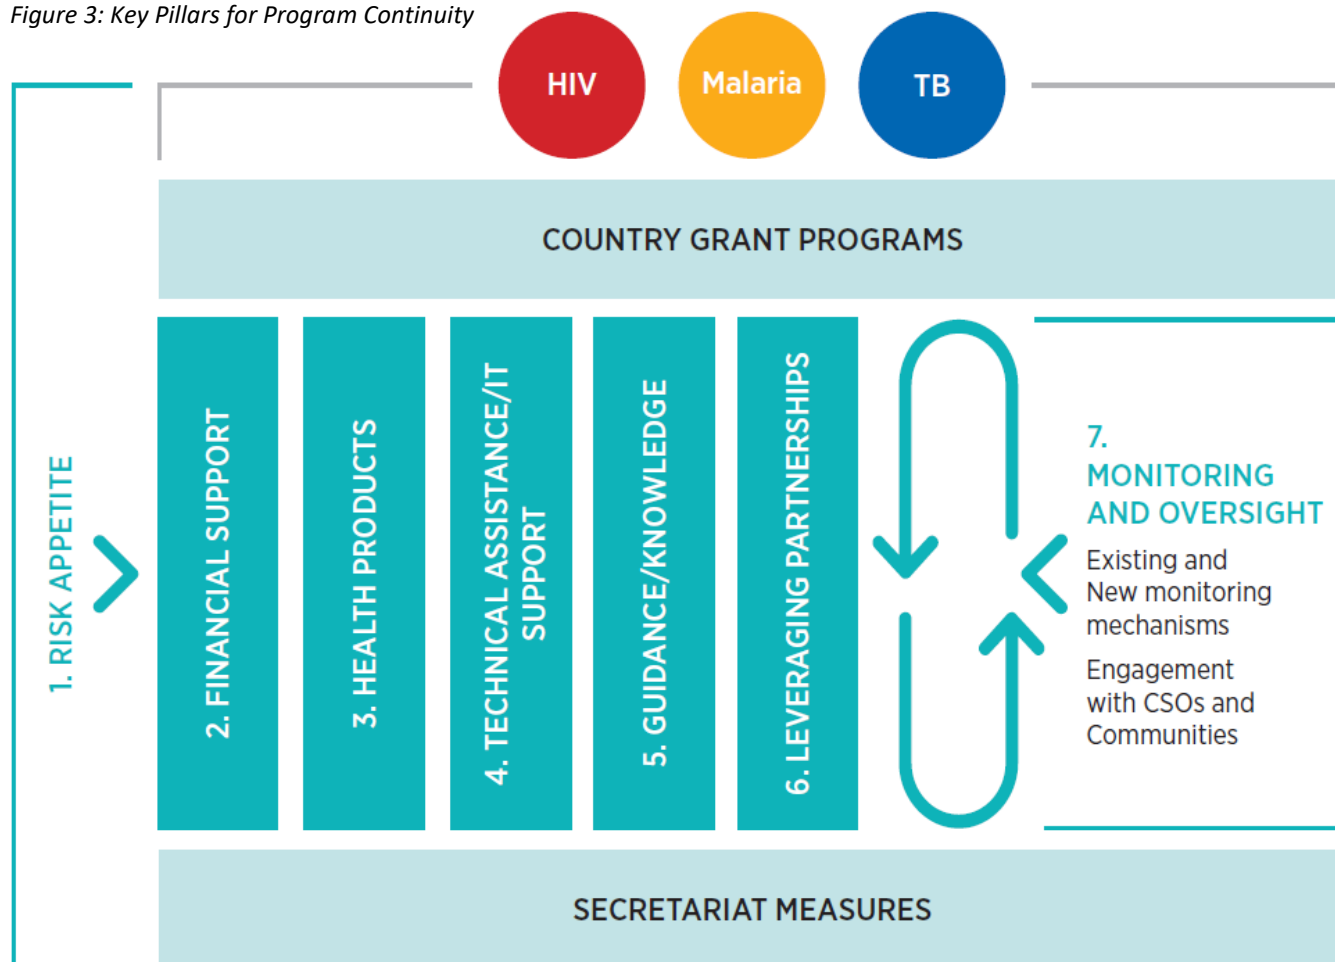 Figure 3: Key Pillars for Program Continuity
HIV
Malaria
TB
COUNTRY GRANT PROGRAMS
1. RISK APPETITE
2. FINANCIAL SUPPORT
3. HEALTH PRODUCTS
4. TECHNICAL ASSISTANCE/IT
SUPPORT
5. GUIDANCE/KNOWLEDGE
6. LEVERAGING PARTNERSHIPS
7.
MONITORING
AND OVERSIGHT
Existing and
New monitoring
mechanisms
Engagement
with CSOs and
Communities
SECRETARIAT MEASURES